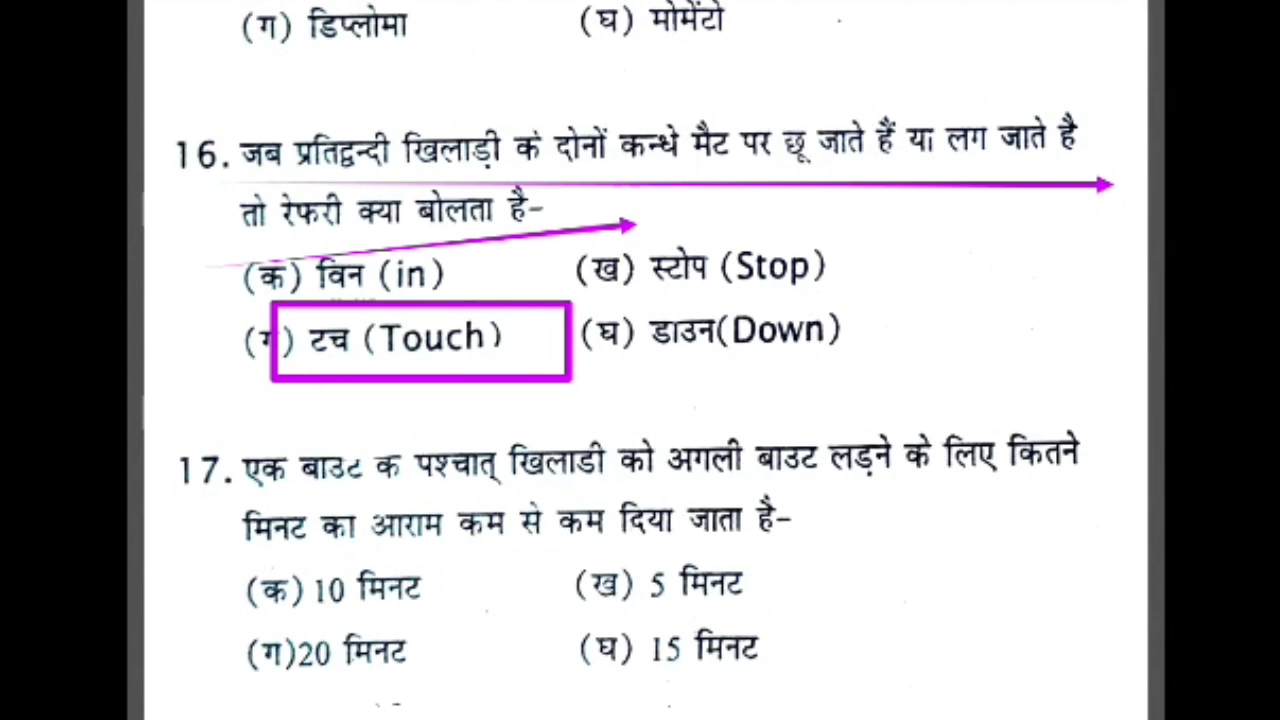 (ग) डिप्लोमा (घ) मोमेंटो
16. जब प्रतिद्वन्दी खिलाड़ी के दोनों कन्धे मैट पर छू जाते हैं या लग जाते है
तो रेफरी क्या बोलता है-
(क) विन (in) (ख) स्टोप (Stop)
(ग) टच (Touch) (घ) डाउन(Down)
17. एक बाउट क पश्चात् खिलाडी को अगली बाउट लड़ने के लिए कितने
मिनट का आराम कम से कम दिया जाता है-
(क) 10 मिनट (ख) 5 मिनट
(ग)20 मिनट (घ) 15 मिनट